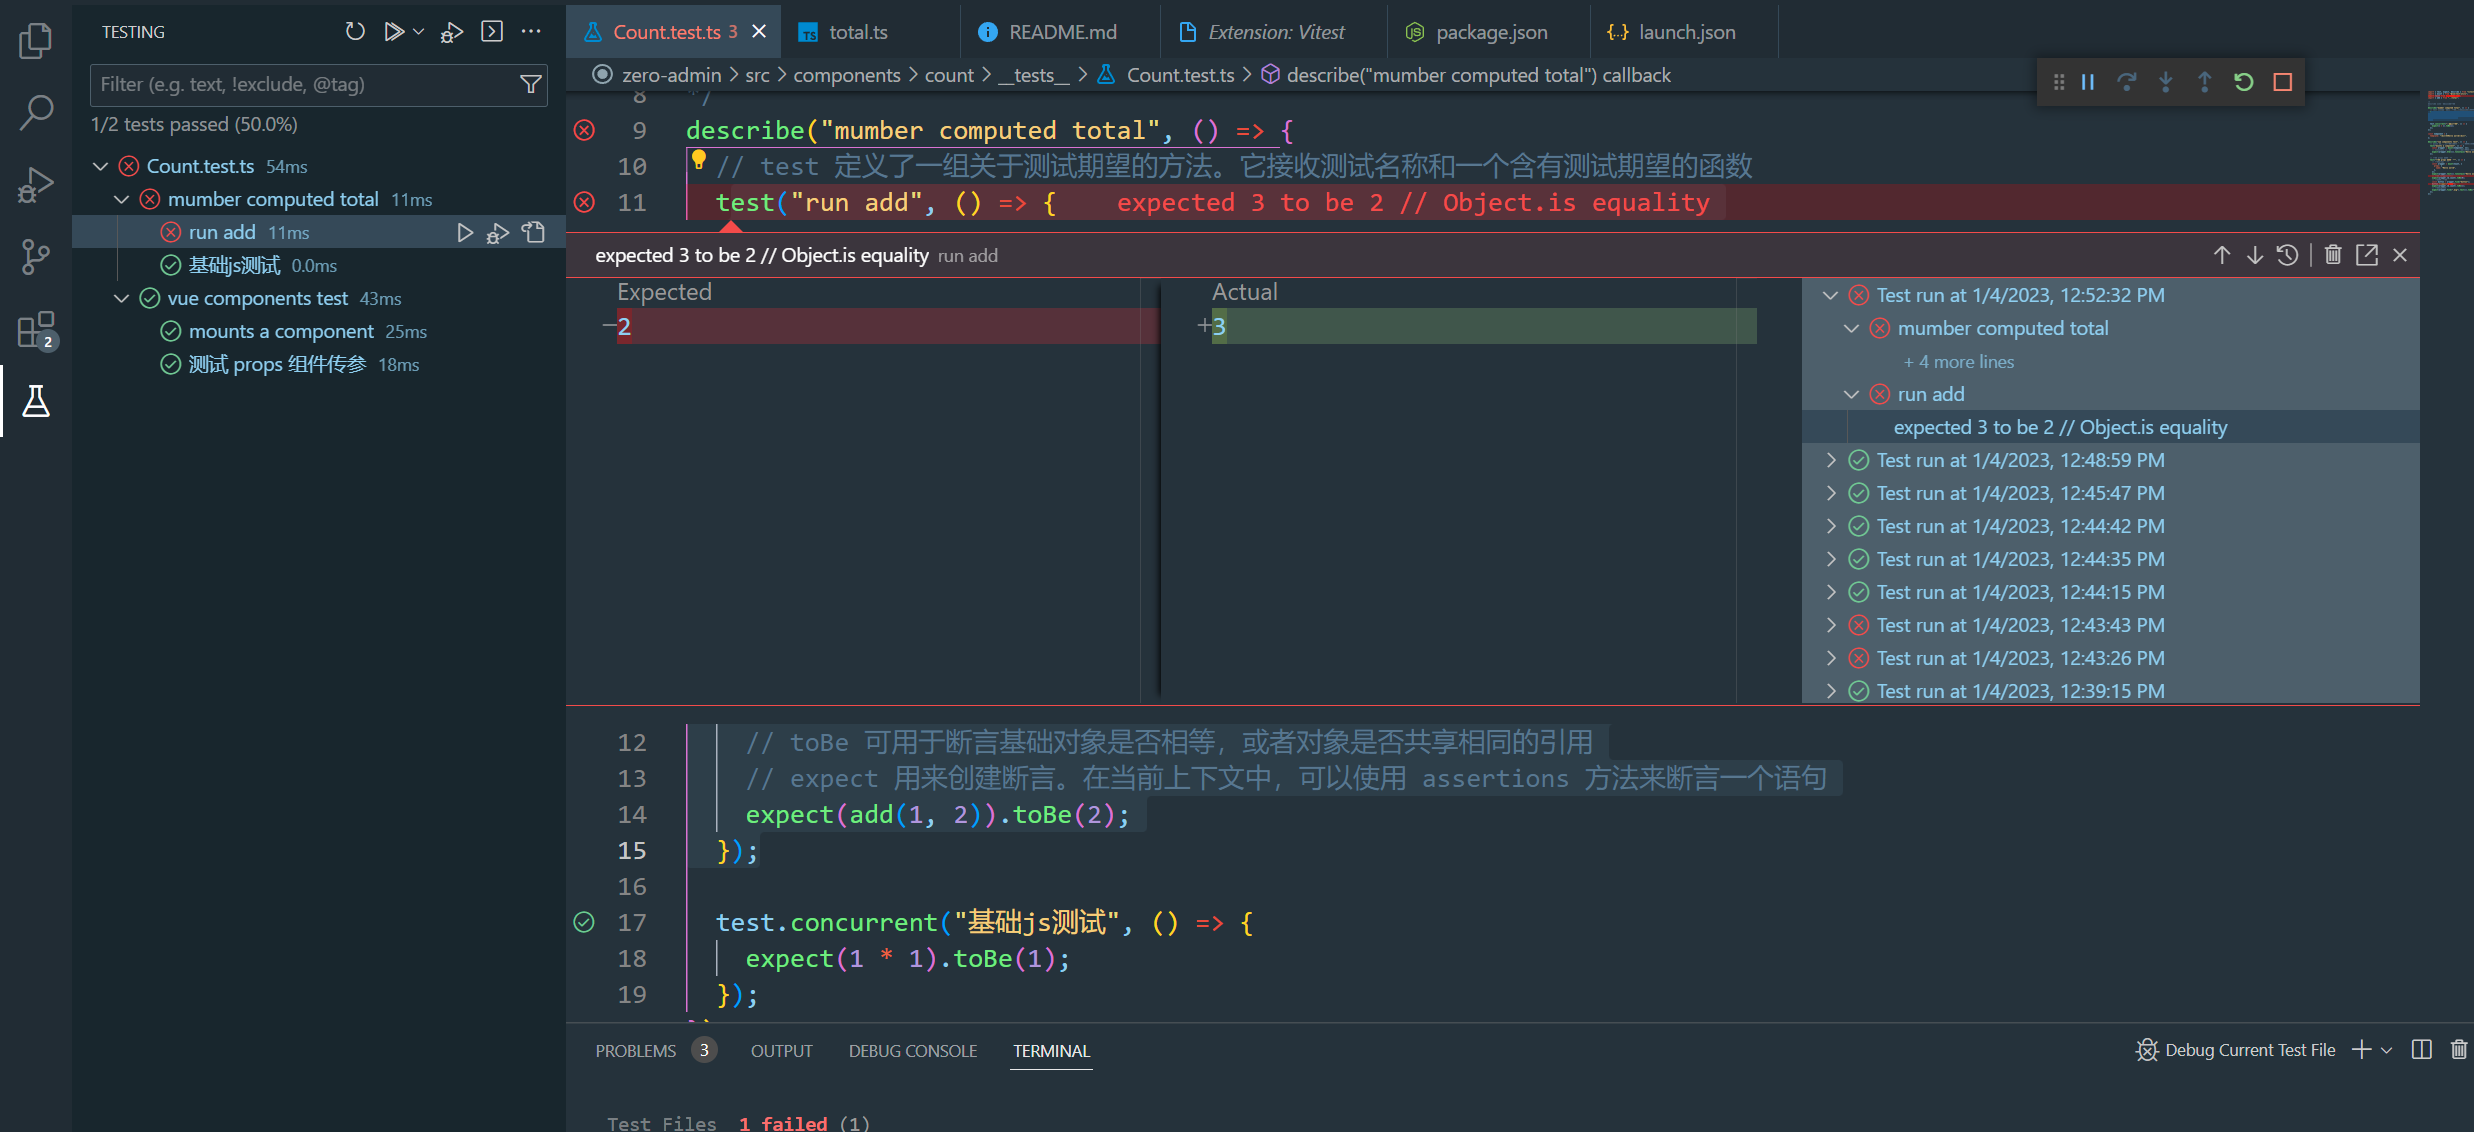 TESTING
Filter (e.g. text, !exclude, @tag)
1/2 tests passed (50.0%)
Count.test.ts 54ms
mumber computed total 11ms
run add 11ms
基础js测试 0.0ms
vue components test 43ms
mounts a component 25ms
测试 props 组件传参 18ms
2
Count.test.ts 3
TS total.ts
README.md
Extension: Vitest
package.json
{..} launch.json
zero-admin > src > components > count > __tests__ > Count.test.ts > describe("mumber computed total") callback
8 */
9 describe("mumber computed total", () => {
10 // test 定义了一组关于测试期望的方法。它接收测试名称和一个含有测试期望的函数
11 test("run add", () => { expected 3 to be 2 // Object.is equality
expected 3 to be 2 // Object.is equality run add
Expected
Actual
−2
+3
Test run at 1/4/2023, 12:52:32 PM
mumber computed total
+ 4 more lines
run add
expected 3 to be 2 // Object.is equality
Test run at 1/4/2023, 12:48:59 PM
Test run at 1/4/2023, 12:45:47 PM
Test run at 1/4/2023, 12:44:42 PM
Test run at 1/4/2023, 12:44:35 PM
Test run at 1/4/2023, 12:44:15 PM
Test run at 1/4/2023, 12:43:43 PM
Test run at 1/4/2023, 12:43:26 PM
Test run at 1/4/2023, 12:39:15 PM
12 // toBe 可用于断言基础对象是否相等，或者对象是否共享相同的引用
13 // expect 用来创建断言。在当前上下文中，可以使用 assertions 方法来断言一个语句
14 expect(add(1, 2)).toBe(2);
15 });
16
17 test.concurrent("基础js测试", () => {
18 expect(1 * 1).toBe(1);
19 });
PROBLEMS 3
OUTPUT
DEBUG CONSOLE
TERMINAL
Debug Current Test File
Test Files 1 failed (1)